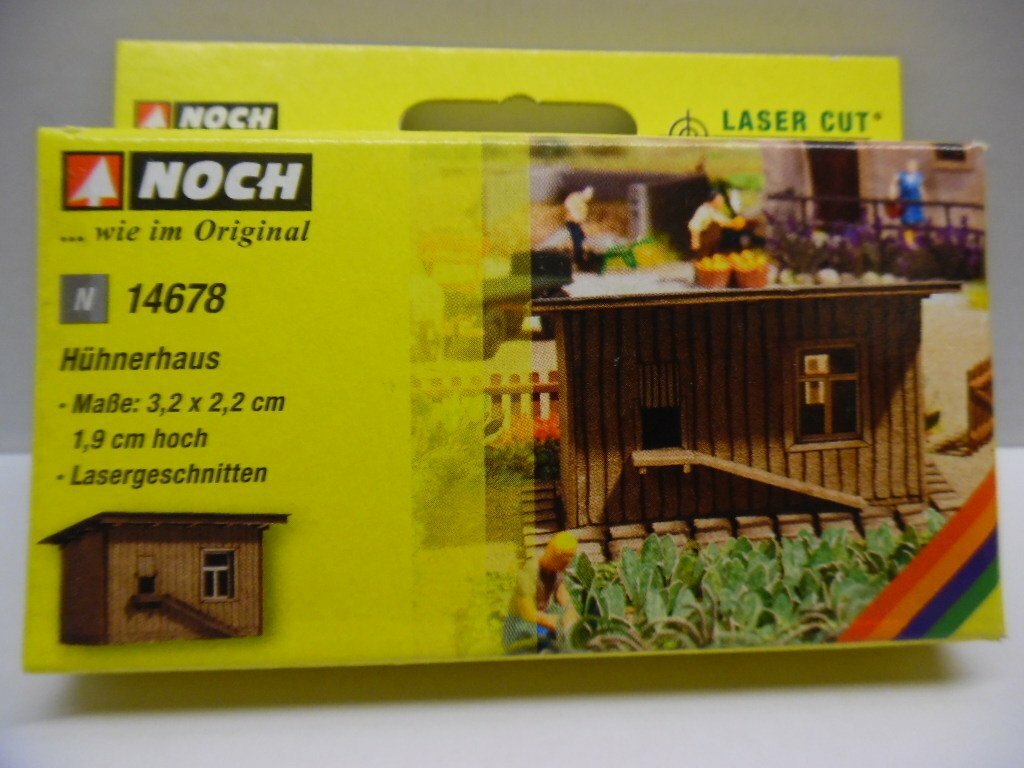 NOCH
LASER CUT®
NOCH
... wie im Original
N 14678
Hühnerhaus
- Maße: 3,2 x 2,2 cm
1,9 cm hoch
- Lasergeschnitten